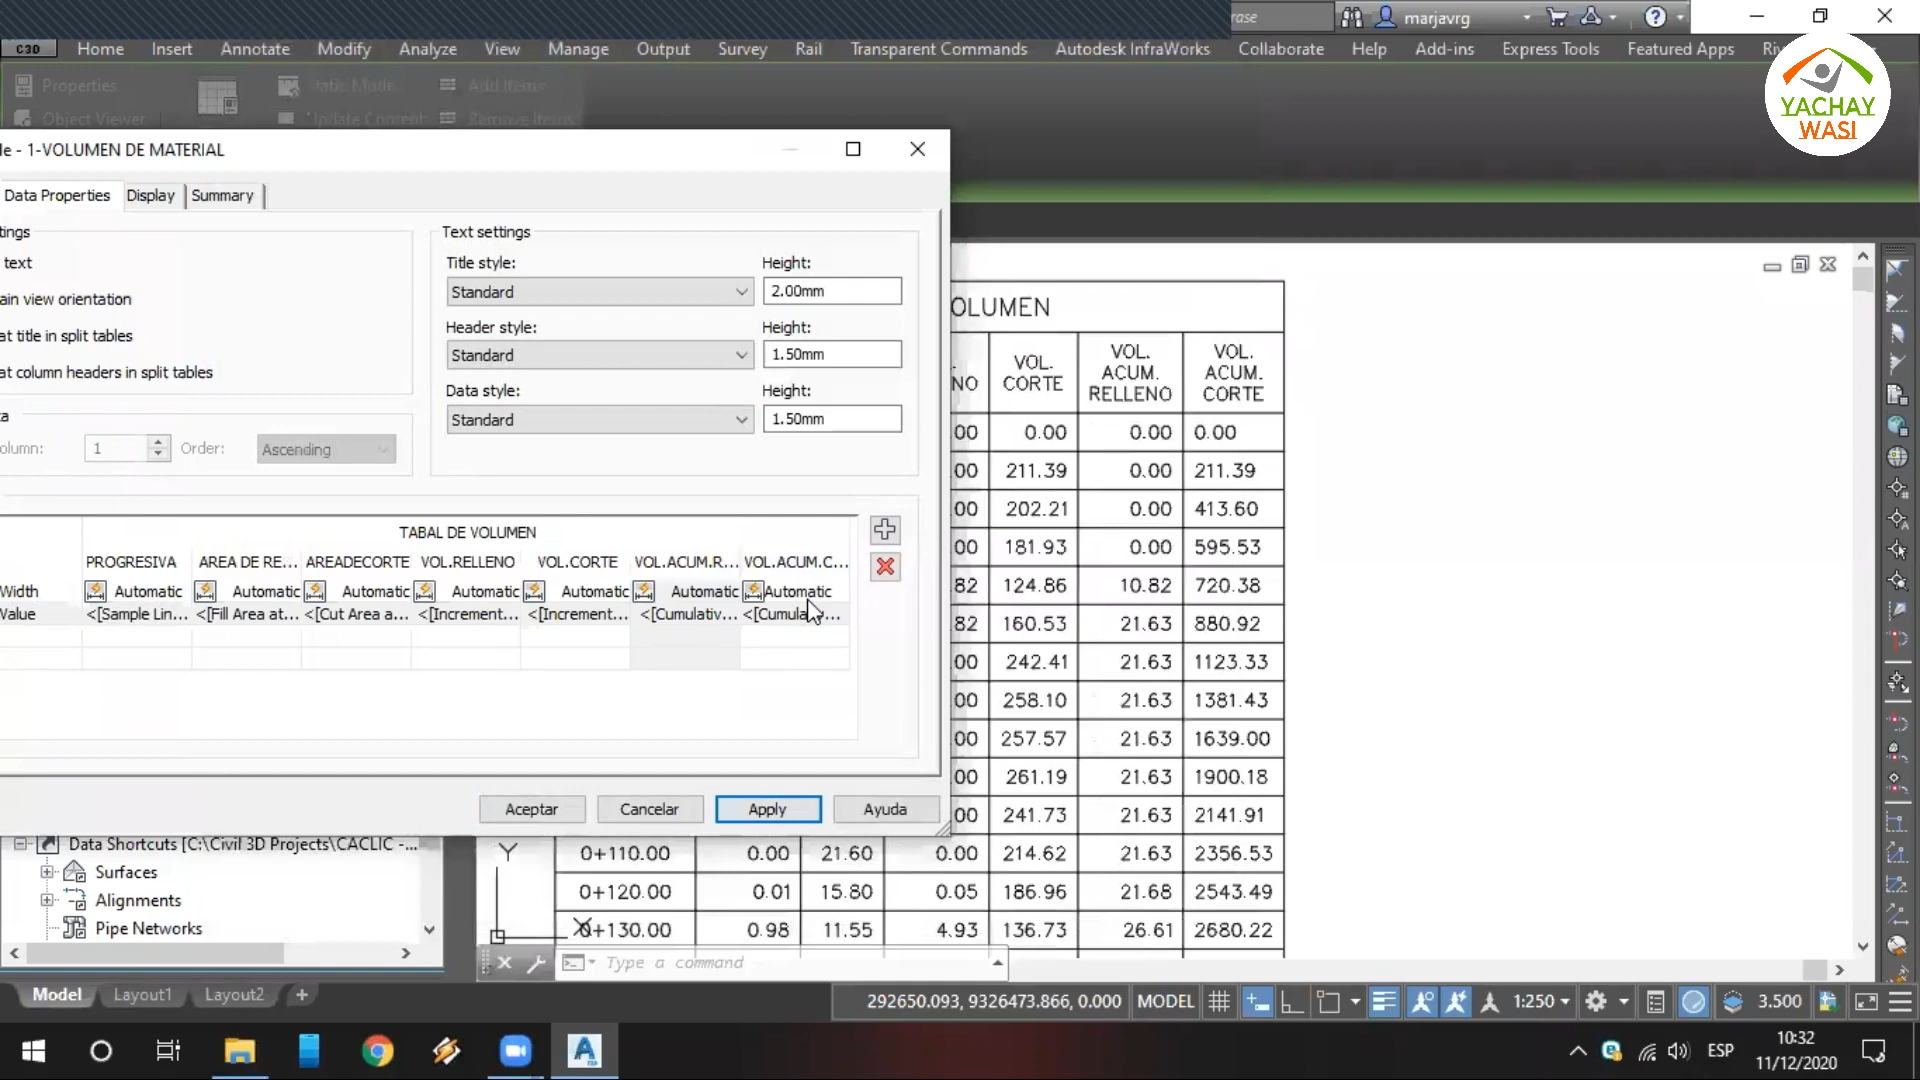 rase
marjavrg
C3D
Home
Insert
Annotate
Modify
Analyze
View
Manage
Output
Survey
Rail
Transparent Commands
Autodesk InfraWorks
Collaborate
Help
Add-ins
Express Tools
Featured Apps
Properties
Static Mode
Add Items
Object Viewer
Update Content
Remove Items
YACHAY
WASI
le - 1-VOLUMEN DE MATERIAL
Data Properties
Display
Summary
tings
text
ain view orientation
at title in split tables
at column headers in split tables
Text settings
Title style:
Height:
Standard
2.00mm
Header style:
Height:
Standard
1.50mm
Data style:
Height:
Standard
1.50mm
a
olumn:
1
Order:
Ascending
TABAL DE VOLUMEN
PROGRESIVA
AREA DE RE...
AREADECORTE
VOL.RELLENO
VOL.CORTE
VOL.ACUM.R...
VOL.ACUM.C...
Width
Automatic
Automatic
Automatic
Automatic
Automatic
Automatic
Automatic
Value
<[Sample Lin...
<[Fill Area at...
<[Cut Area a...
<[Increment...
<[Increment...
<[Cumulativ...
<[Cumula...
Aceptar
Cancelar
Apply
Ayuda
OLUMEN
NO
VOL.
CORTE
VOL.
ACUM.
RELLENO
VOL.
ACUM.
CORTE
00 0.00 0.00 0.00
00 211.39 0.00 211.39
00 202.21 0.00 413.60
00 181.93 0.00 595.53
82 124.86 10.82 720.38
82 160.53 21.63 880.92
00 242.41 21.63 1123.33
00 258.10 21.63 1381.43
00 257.57 21.63 1639.00
00 261.19 21.63 1900.18
00 241.73 21.63 2141.91
0+110.00 0.00 21.60 0.00 214.62 21.63 2356.53
0+120.00 0.01 15.80 0.05 186.96 21.68 2543.49
0+130.00 0.98 11.55 4.93 136.73 26.61 2680.22
Y
X
Data Shortcuts [C:\Civil 3D Projects\CACLIC -...
Surfaces
Alignments
Pipe Networks
Type a command
Model
Layout1
Layout2
292650.093, 9326473.866, 0.000
MODEL
1:250
3.500
ESP
10:32
11/12/2020